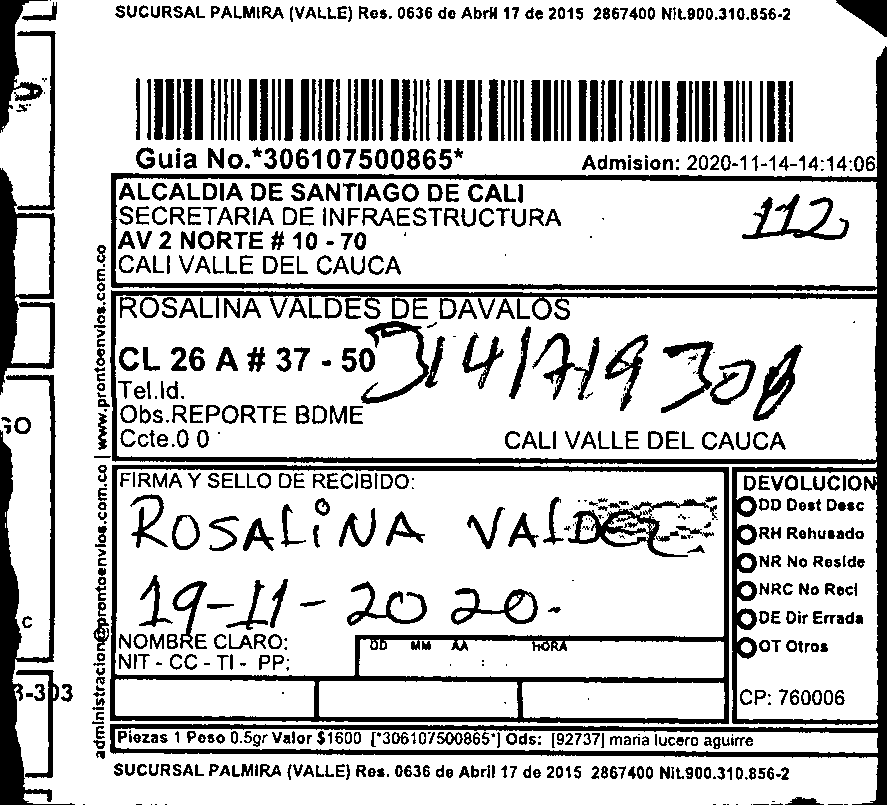 SUCURSAL PALMIRA (VALLE) Res. 0636 de Abril 17 de 2015 2867400 Nit.900.310.856-2
Guia No.*306107500865*
Admision: 2020-11-14-14:14:06
ALCALDIA DE SANTIAGO DE CALI
SECRETARIA DE INFRAESTRUCTURA
AV 2 NORTE # 10 - 70
CALI VALLE DEL CAUCA
112
www.prontoenvios.com.co
ROSALINA VALDES DE DAVALOS
CL 26 A # 37 - 50
Tel.Id.
Obs.REPORTE BDME
Ccte.0 0
CALI VALLE DEL CAUCA
administracion@prontoenvios.com.co
FIRMA Y SELLO DE RECIBIDO:
ROSALINA VALDEZ
19-11-2020-
NOMBRE CLARO:
NIT - CC - TI - PP:
DD MM AA HORA
DEVOLUCION
DD Dest Desc
RH Rehusado
NR No Reside
NRC No Recl
DE Dir Errada
OT Otros
CP: 760006
Piezas 1 Peso 0.5gr Valor $1600 [*306107500865*] Ods: [92737] maria lucero aguirre
SUCURSAL PALMIRA (VALLE) Res. 0636 de Abril 17 de 2015 2867400 Nit.900.310.856-2